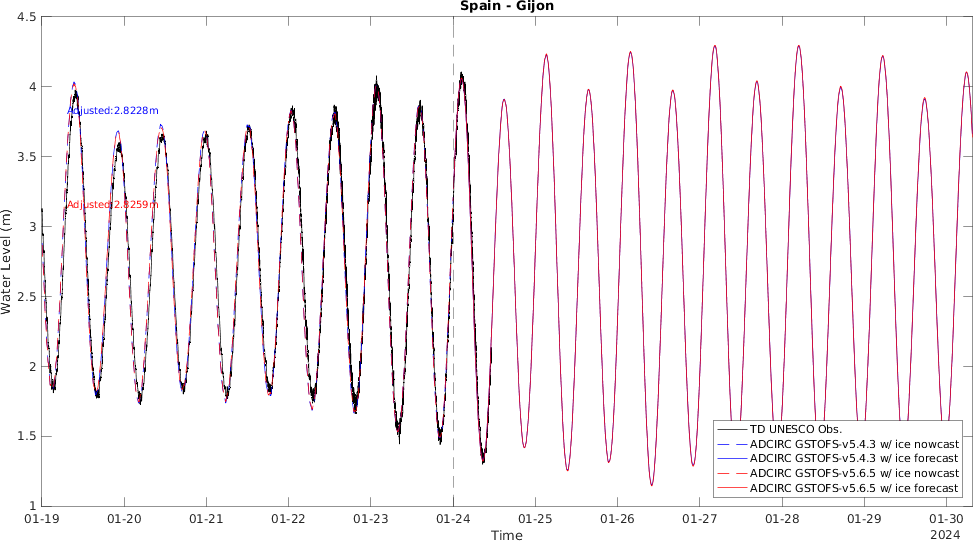 Spain - Gijon
4.5
4
3.5
3
2.5
2
1.5
1
Water Level (m)
Adjusted:2.8228m
Adjusted:2.8259m
TD UNESCO Obs.
ADCIRC GSTOFS-v5.4.3 w/ ice nowcast
ADCIRC GSTOFS-v5.4.3 w/ ice forecast
ADCIRC GSTOFS-v5.6.5 w/ ice nowcast
ADCIRC GSTOFS-v5.6.5 w/ ice forecast
01-19 01-20 01-21 01-22 01-23 01-24 01-25 01-26 01-27 01-28 01-29 01-30
Time
2024